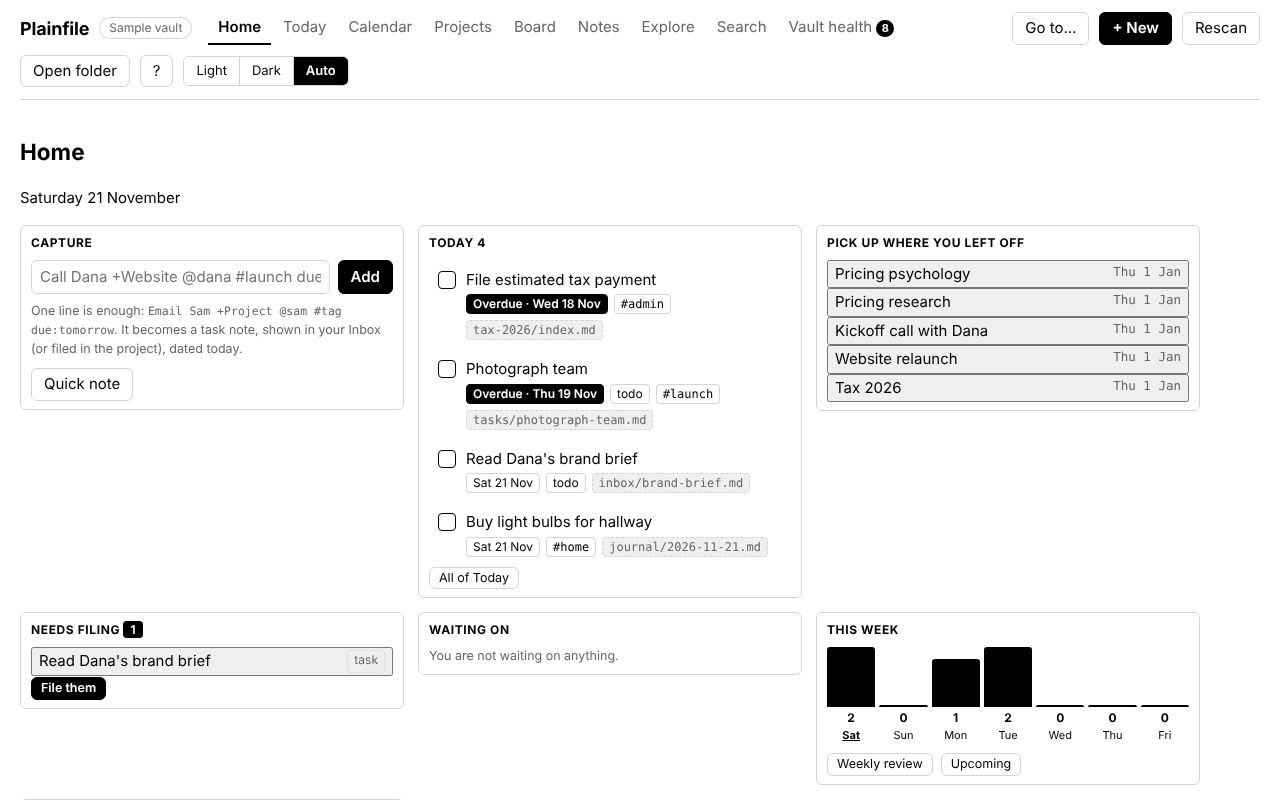 Plainfile
Sample vault
Home
Today
Calendar
Projects
Board
Notes
Explore
Search
Vault health 8
Go to...
+ New
Rescan
Open folder
?
Light
Dark
Auto
Home
Saturday 21 November
CAPTURE
Call Dana +Website @dana #launch due
Add
One line is enough: Email Sam +Project @sam #tag
due:tomorrow. It becomes a task note, shown in your Inbox
(or filed in the project), dated today.
Quick note
TODAY 4
File estimated tax payment
Overdue · Wed 18 Nov
#admin
tax-2026/index.md
Photograph team
Overdue · Thu 19 Nov
todo
#launch
tasks/photograph-team.md
Read Dana's brand brief
Sat 21 Nov
todo
inbox/brand-brief.md
Buy light bulbs for hallway
Sat 21 Nov
#home
journal/2026-11-21.md
All of Today
PICK UP WHERE YOU LEFT OFF
Pricing psychology Thu 1 Jan
Pricing research Thu 1 Jan
Kickoff call with Dana Thu 1 Jan
Website relaunch Thu 1 Jan
Tax 2026 Thu 1 Jan
NEEDS FILING 1
Read Dana's brand brief task
File them
WAITING ON
You are not waiting on anything.
THIS WEEK
2 0 1 2 0 0 0
Sat Sun Mon Tue Wed Thu Fri
Weekly review
Upcoming